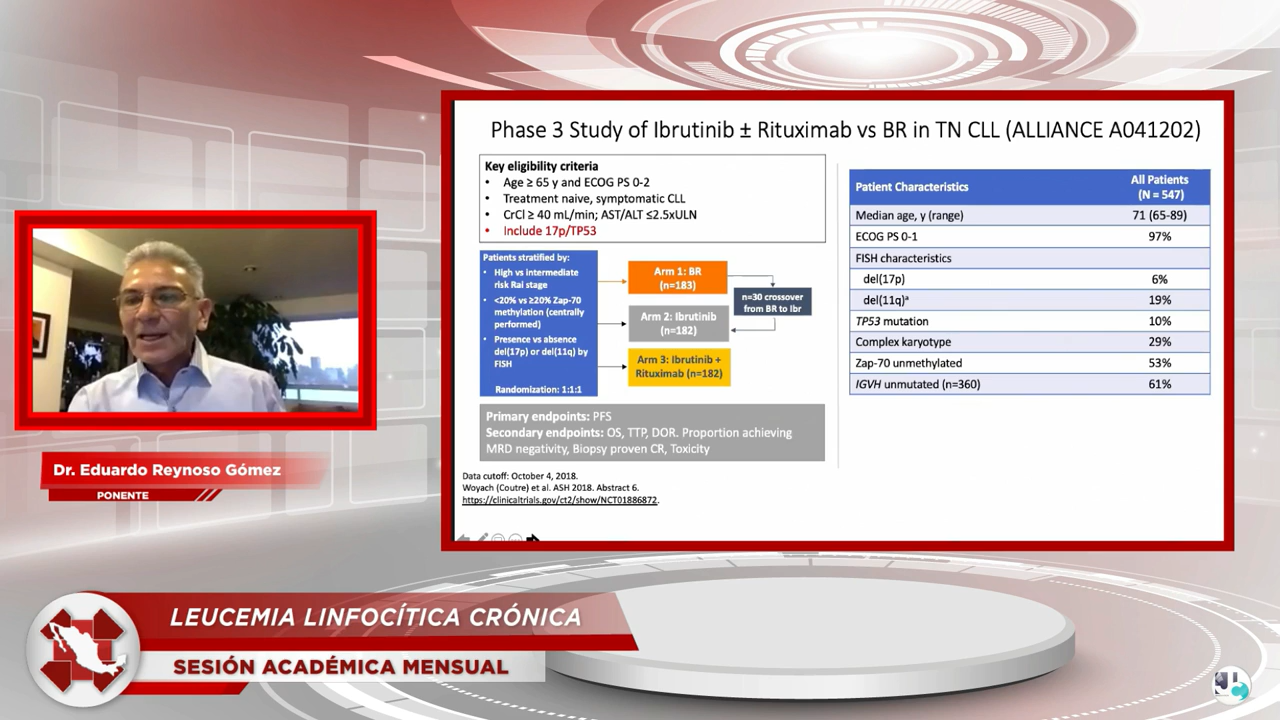 Phase 3 Study of Ibrutinib ± Rituximab vs BR in TN CLL (ALLIANCE A041202)
Key eligibility criteria
• Age ≥ 65 y and ECOG PS 0-2
• Treatment naive, symptomatic CLL
• CrCl ≥ 40 mL/min; AST/ALT ≤2.5xULN
• Include 17p/TP53
Patients stratified by:
• High vs intermediate
risk Rai stage
• <20% vs ≥20% Zap-70
methylation (centrally
performed)
• Presence vs absence
del(17p) or del(11q) by
FISH
Randomization: 1:1:1
Arm 1: BR
(n=183)
Arm 2: Ibrutinib
(n=182)
Arm 3: Ibrutinib +
Rituximab (n=182)
n=30 crossover
from BR to Ibr
Primary endpoints: PFS
Secondary endpoints: OS, TTP, DOR. Proportion achieving
MRD negativity, Biopsy proven CR, Toxicity
Data cutoff: October 4, 2018.
Woyach (Coutre) et al. ASH 2018. Abstract 6.
https://clinicaltrials.gov/ct2/show/NCT01886872.
Patient Characteristics All Patients
(N = 547)
Median age, y (range) 71 (65-89)
ECOG PS 0-1 97%
FISH characteristics
del(17p) 6%
del(11q)ᵃ 19%
TP53 mutation 10%
Complex karyotype 29%
Zap-70 unmethylated 53%
IGVH unmutated (n=360) 61%
Dr. Eduardo Reynoso Gómez
PONENTE
LEUCEMIA LINFOCÍTICA CRÓNICA
SESIÓN ACADÉMICA MENSUAL